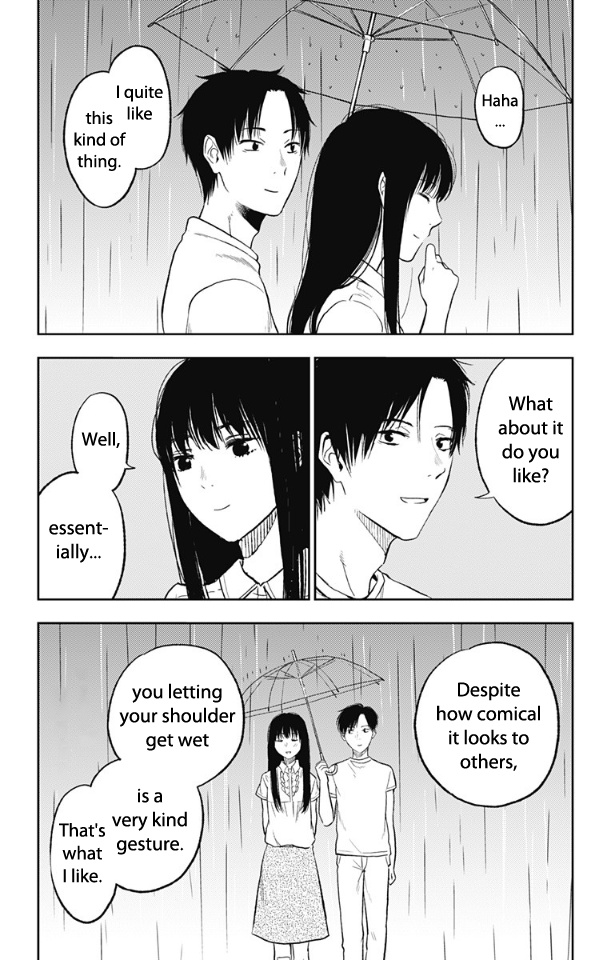 Haha
...
I quite
like
this
kind of
thing.
What
about it
do you
like?
Well,
essent-
ially...
Despite
how comical
it looks to
others,
you letting
your shoulder
get wet
is a
very kind
gesture.
That's
what
I like.